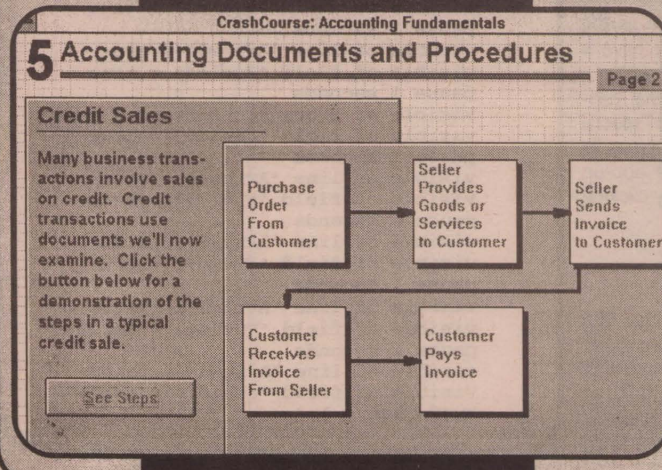 CrashCourse: Accounting Fundamentals
5 Accounting Documents and Procedures
Page 2
Credit Sales
Many business trans-
actions involve sales
on credit. Credit
transactions use
documents we'll now
examine. Click the
button below for a
demonstration of the
steps in a typical
credit sale.
See Steps
Purchase
Order
From
Customer
Seller
Provides
Goods or
Services
to Customer
Seller
Sends
Invoice
to Customer
Customer
Receives
Invoice
From Seller
Customer
Pays
Invoice